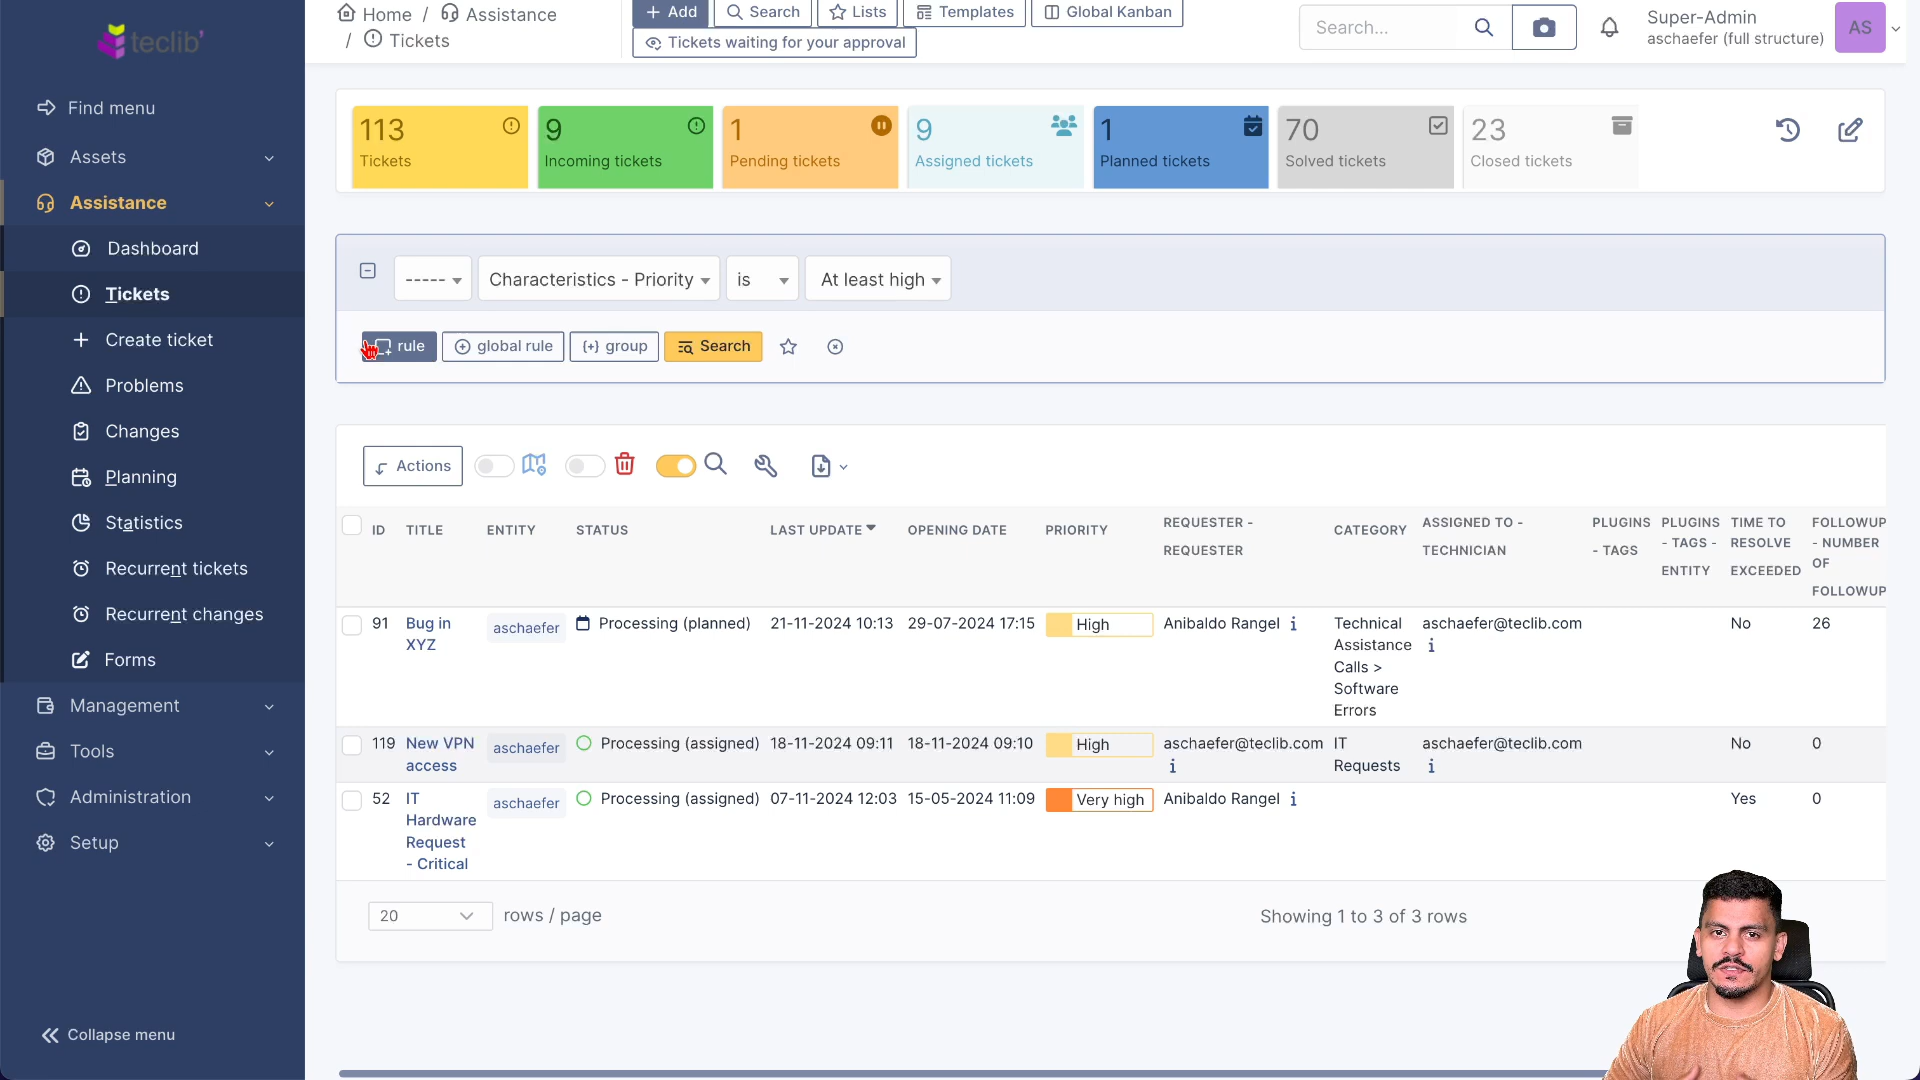 teclib'
Find menu
Assets
Assistance
Dashboard
Tickets
Create ticket
Problems
Changes
Planning
Statistics
Recurrent tickets
Recurrent changes
Forms
Management
Tools
Administration
Setup
Collapse menu
Home / Assistance
/ Tickets
Add
Search
Lists
Templates
Global Kanban
Tickets waiting for your approval
Search...
Super-Admin
aschaefer (full structure)
AS
113
Tickets
9
Incoming tickets
1
Pending tickets
9
Assigned tickets
1
Planned tickets
70
Solved tickets
23
Closed tickets
----- Characteristics - Priority is At least high
rule global rule {+} group Search
Actions
ID TITLE ENTITY STATUS LAST UPDATE OPENING DATE PRIORITY
REQUESTER -
REQUESTER
CATEGORY
ASSIGNED TO -
TECHNICIAN
PLUGINS
- TAGS
PLUGINS
- TAGS -
ENTITY
TIME TO
RESOLVE
EXCEEDED
FOLLOWUP
- NUMBER
OF
FOLLOWUP
91
Bug in
XYZ
aschaefer
Processing (planned)
21-11-2024 10:13
29-07-2024 17:15
High
Anibaldo Rangel i
Technical
Assistance
Calls >
Software
Errors
aschaefer@teclib.com
i
No
26
119
New VPN
access
aschaefer
Processing (assigned)
18-11-2024 09:11
18-11-2024 09:10
High
aschaefer@teclib.com
i
IT
Requests
aschaefer@teclib.com
i
No
0
52
IT
Hardware
Request
- Critical
aschaefer
Processing (assigned)
07-11-2024 12:03
15-05-2024 11:09
Very high
Anibaldo Rangel i
Yes
0
20 rows / page
Showing 1 to 3 of 3 rows